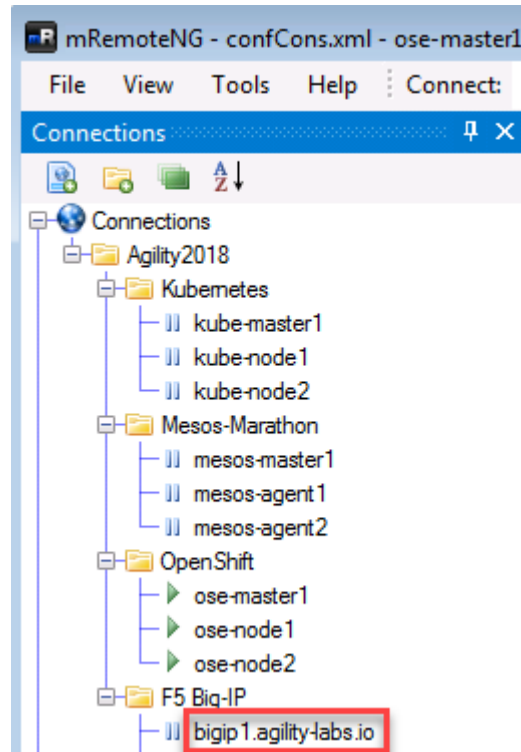 mR mRemoteNG - confCons.xml - ose-master1
File View Tools Help Connect:
Connections
A
Z
Connections
Agility2018
Kubernetes
kube-master1
kube-node1
kube-node2
Mesos-Marathon
mesos-master1
mesos-agent1
mesos-agent2
OpenShift
ose-master1
ose-node1
ose-node2
F5 Big-IP
bigip1.agility-labs.io